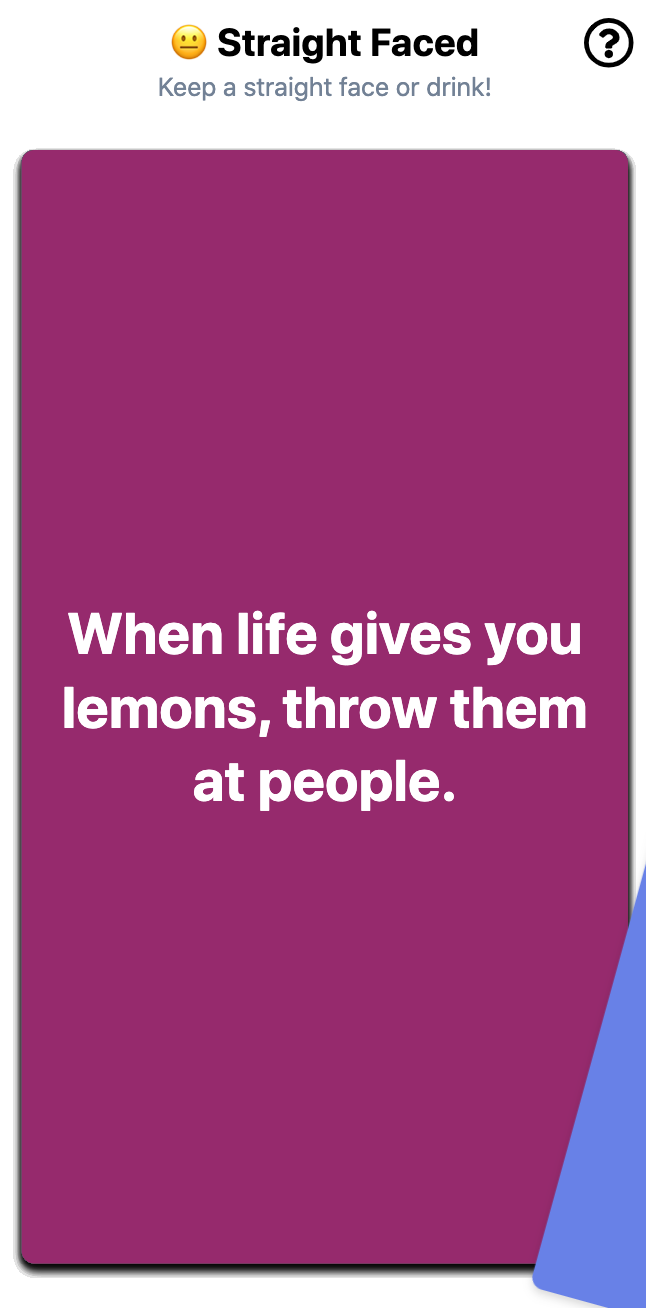 😐 Straight Faced
Keep a straight face or drink!
When life gives you
lemons, throw them
at people.